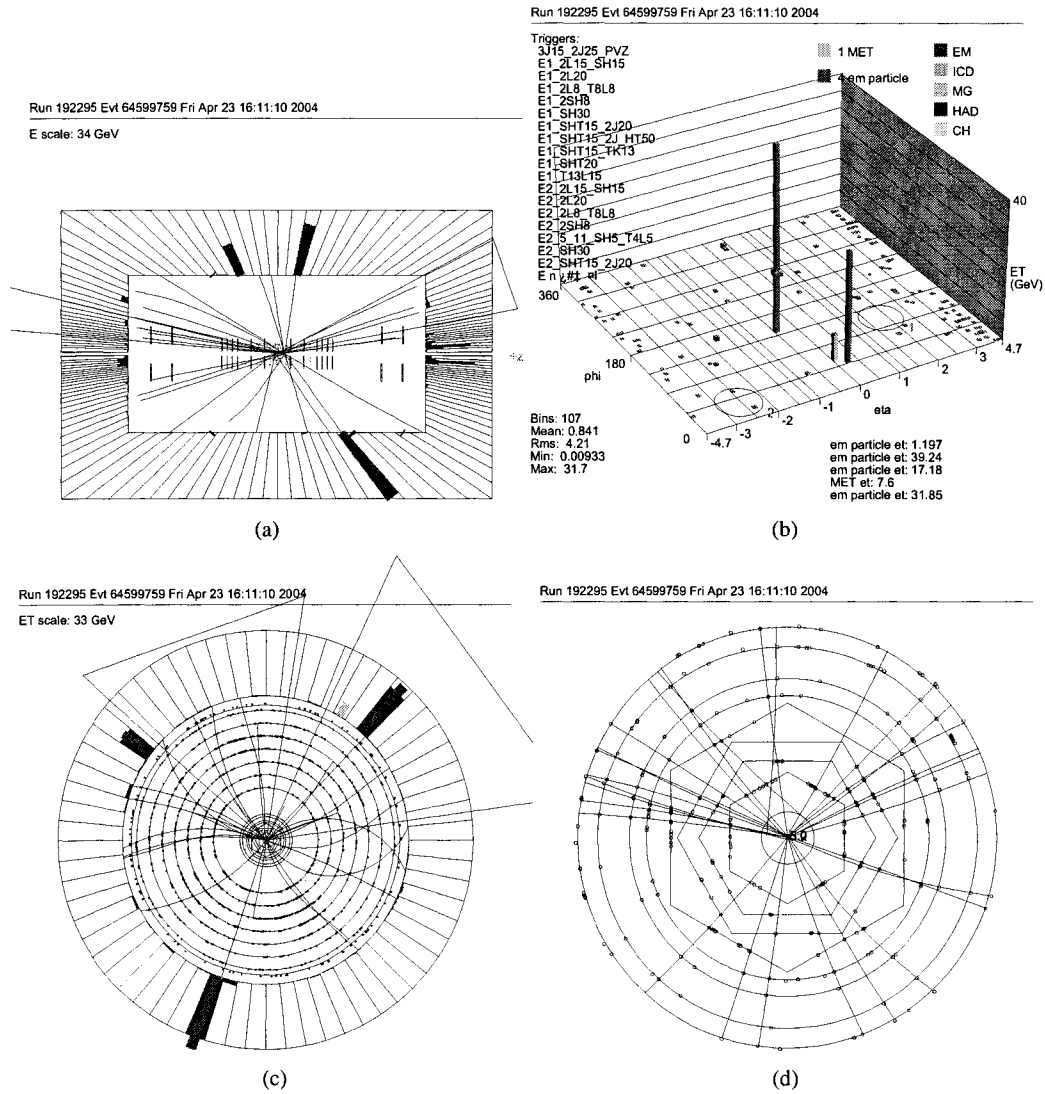 Run 192295 Evt 64599759 Fri Apr 23 16:11:10 2004
E scale: 34 GeV
(a)
Run 192295 Evt 64599759 Fri Apr 23 16:11:10 2004
Triggers:
3J15_2J25_PVZ
E1_2L15_SH15
E1_2L20
E1_2L8_T8L8
E1_2SH8
E1_SH30
E1_SHT15_2J20
E1_SHT15_2J_HT50
E1_SHT15_TK13
E1_SHT20
E1_T13L15
E2_2L15_SH15
E2_2L20
E2_2L8_T8L8
E2_2SH8
E2_5_11_SH5_T4L5
E2_SH30
E2_SHT15_2J20
1 MET
4 em particle
EM
ICD
MG
HAD
CH
40
ET
(GeV)
360
180
0
phi
-4.7
-3
-2
-1
0
1
2
3
4.7
eta
Bins: 107
Mean: 0.841
Rms: 4.21
Min: 0.00933
Max: 31.7
em particle et: 1.197
em particle et: 39.24
em particle et: 17.18
MET et: 7.6
em particle et: 31.85
(b)
Run 192295 Evt 64599759 Fri Apr 23 16:11:10 2004
ET scale: 33 GeV
(c)
Run 192295 Evt 64599759 Fri Apr 23 16:11:10 2004
(d)